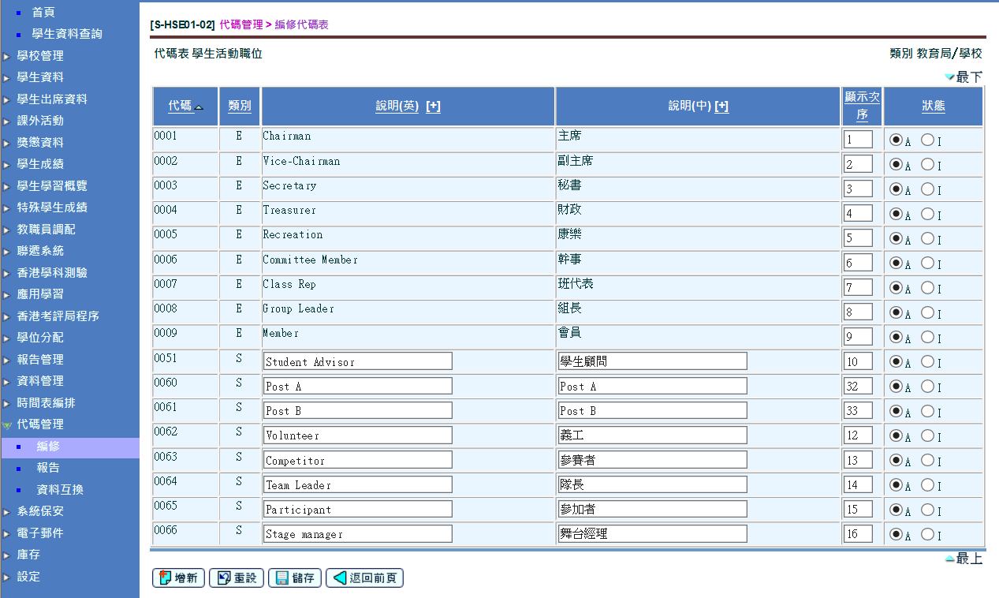 首頁
學生資料查詢
學校管理
學生資料
學生出席資料
課外活動
獎懲資料
學生成績
學生學習概覽
特殊學生成績
教職員調配
聯遞系統
香港學科測驗
應用學習
香港考評局程序
學位分配
報告管理
資料管理
時間表編排
代碼管理
編修
報告
資料互換
系統保安
電子郵件
庫存
設定
[S-HSE01-02] 代碼管理 > 編修代碼表
代碼表 學生活動職位 類別 教育局/學校
最下
代碼 類別 說明(英) [+] 說明(中) [+] 顯示次序 狀態
0001 E Chairman 主席 1 A I
0002 E Vice-Chairman 副主席 2 A I
0003 E Secretary 秘書 3 A I
0004 E Treasurer 財政 4 A I
0005 E Recreation 康樂 5 A I
0006 E Committee Member 幹事 6 A I
0007 E Class Rep 班代表 7 A I
0008 E Group Leader 組長 8 A I
0009 E Member 會員 9 A I
0051 S Student Advisor 學生顧問 10 A I
0060 S Post A Post A 32 A I
0061 S Post B Post B 33 A I
0062 S Volunteer 義工 12 A I
0063 S Competitor 參賽者 13 A I
0064 S Team Leader 隊長 14 A I
0065 S Participant 參加者 15 A I
0066 S Stage manager 舞台經理 16 A I
最上
增新 重設 儲存 返回前頁